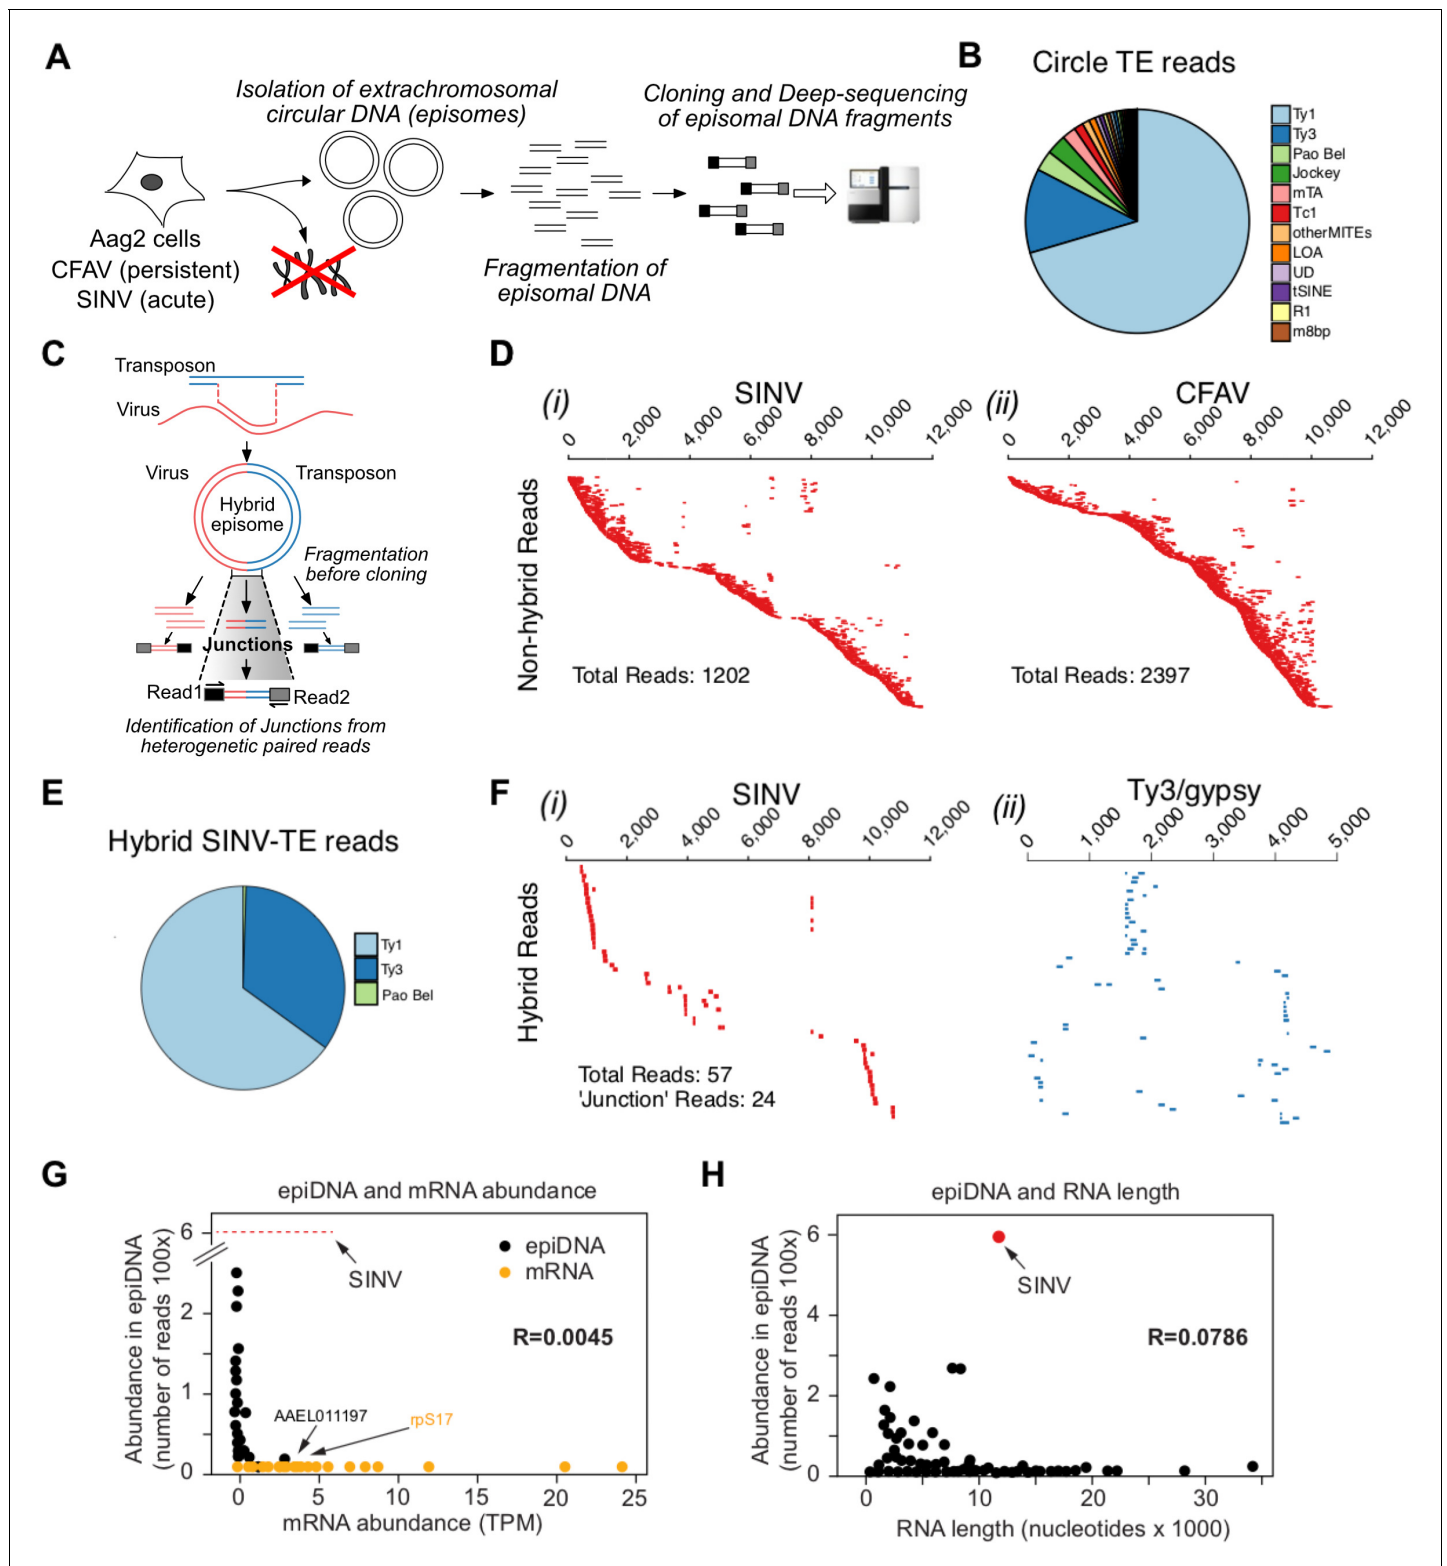 A
Isolation of extrachromosomal
circular DNA (episomes)
Cloning and Deep-sequencing
of episomal DNA fragments
Aag2 cells
CFAV (persistent)
SINV (acute)
Fragmentation of
episomal DNA
B
Circle TE reads
Ty1
Ty3
Pao Bel
Jockey
mTA
Tc1
otherMITEs
LOA
UD
tSINE
R1
m8bp
C
Transposon
Virus
Virus
Transposon
Hybrid
episome
Fragmentation
before cloning
Junctions
Read1
Read2
Identification of Junctions from
heterogenetic paired reads
D
(i)
SINV
0 2,000 4,000 6,000 8,000 10,000 12,000
Non-hybrid Reads
Total Reads: 1202
(ii)
CFAV
0 2,000 4,000 6,000 8,000 10,000 12,000
Total Reads: 2397
E
Hybrid SINV-TE reads
Ty1
Ty3
Pao Bel
F
(i)
SINV
0 2,000 4,000 6,000 8,000 10,000 12,000
Hybrid Reads
Total Reads: 57
'Junction' Reads: 24
(ii)
Ty3/gypsy
0 1,000 2,000 3,000 4,000 5,000
G
epiDNA and mRNA abundance
Abundance in epiDNA
(number of reads 100x)
6
2
1
0
SINV
epiDNA
mRNA
R=0.0045
AAEL011197
rpS17
0 5 10 15 20 25
mRNA abundance (TPM)
H
epiDNA and RNA length
Abundance in epiDNA
(number of reads 100x)
6
4
2
0
SINV
R=0.0786
0 10 20 30
RNA length (nucleotides x 1000)